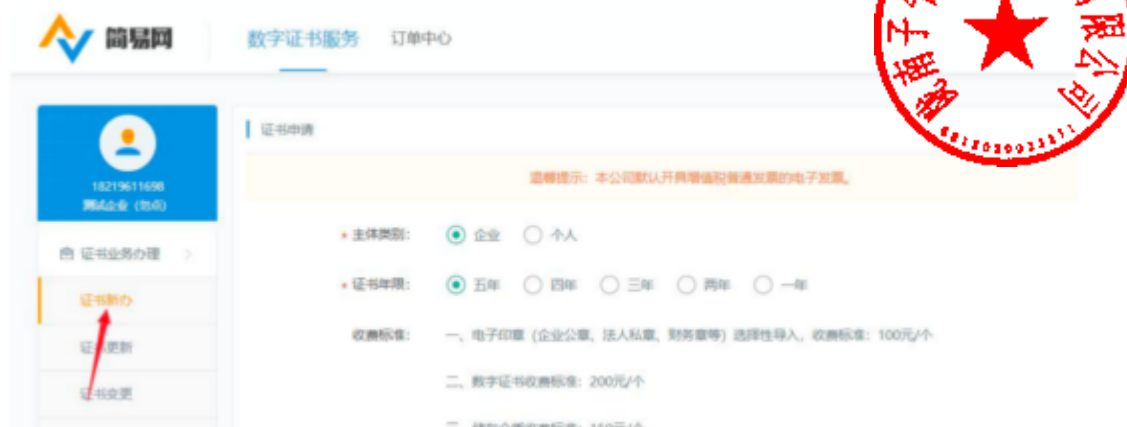 简易网
数字证书服务
订单中心
限公司
证书申请
18219611698
测试企业（勿点）
温馨提示：本公司默认开具增值税普通发票的电子发票。
* 主体类别：
企业
个人
证书业务办理
* 证书年限：
五年
四年
三年
两年
一年
证书新办
收费标准：
一、电子印章（企业公章、法人私章、财务章等）选择性导入，收费标准：100元/个
证书更新
二、数字证书收费标准：200元/个
证书变更